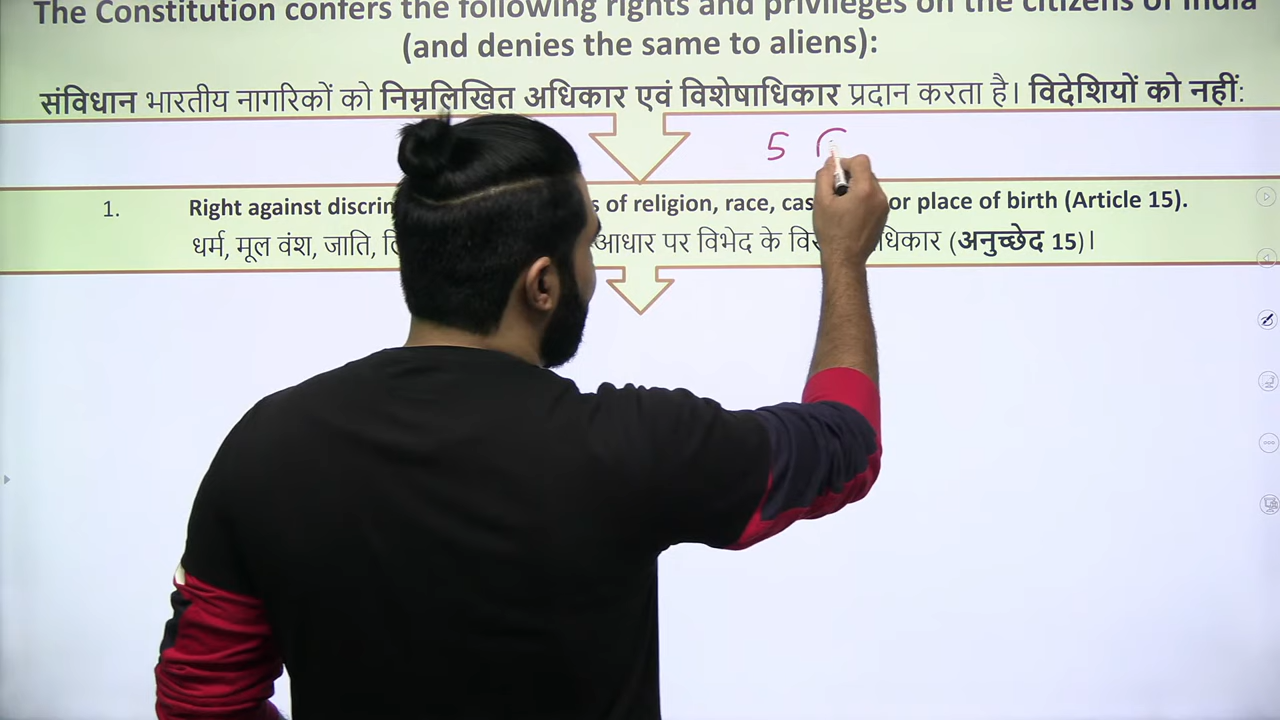 The Constitution confers the following rights and privileges on the citizens of India
(and denies the same to aliens):
संविधान भारतीय नागरिकों को निम्नलिखित अधिकार एवं विशेषाधिकार प्रदान करता है। विदेशियों को नहीं:
5
1. Right against of religion, race, or place of birth (Article 15).
धर्म, मूल वंश, जाति, आधार पर विभेद के (अनुच्छेद 15)।